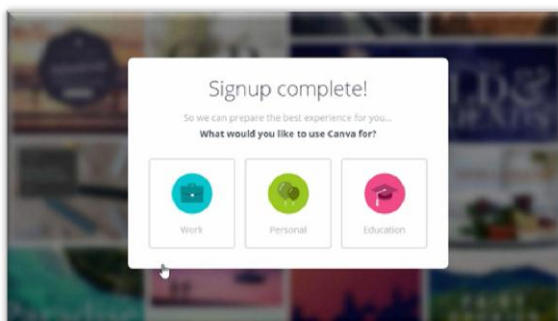 Signup complete!
So we can prepare the best experience for you...
What would you like to use Canva for?
Work
Personal
Education
Paradise